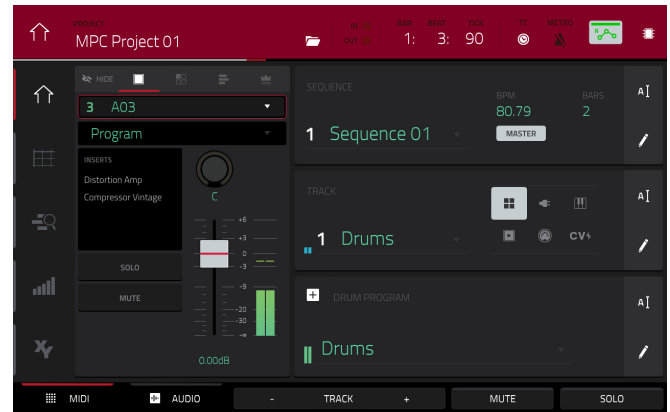 PROJECT
MPC Project 01
OUT
BAR BEAT
1: 3: 90
TC
METRO
HIDE
3 A03
Program
INSERTS
Distortion Amp
Compressor Vintage
C
+6
+3
0
-3
-9
-20
-30
-∞
SOLO
MUTE
0.00dB
SEQUENCE
BPM
BARS
80.79
2
1 Sequence 01
MASTER
TRACK
1 Drums
CV
DRUM PROGRAM
Drums
MIDI
AUDIO
- TRACK +
MUTE
SOLO